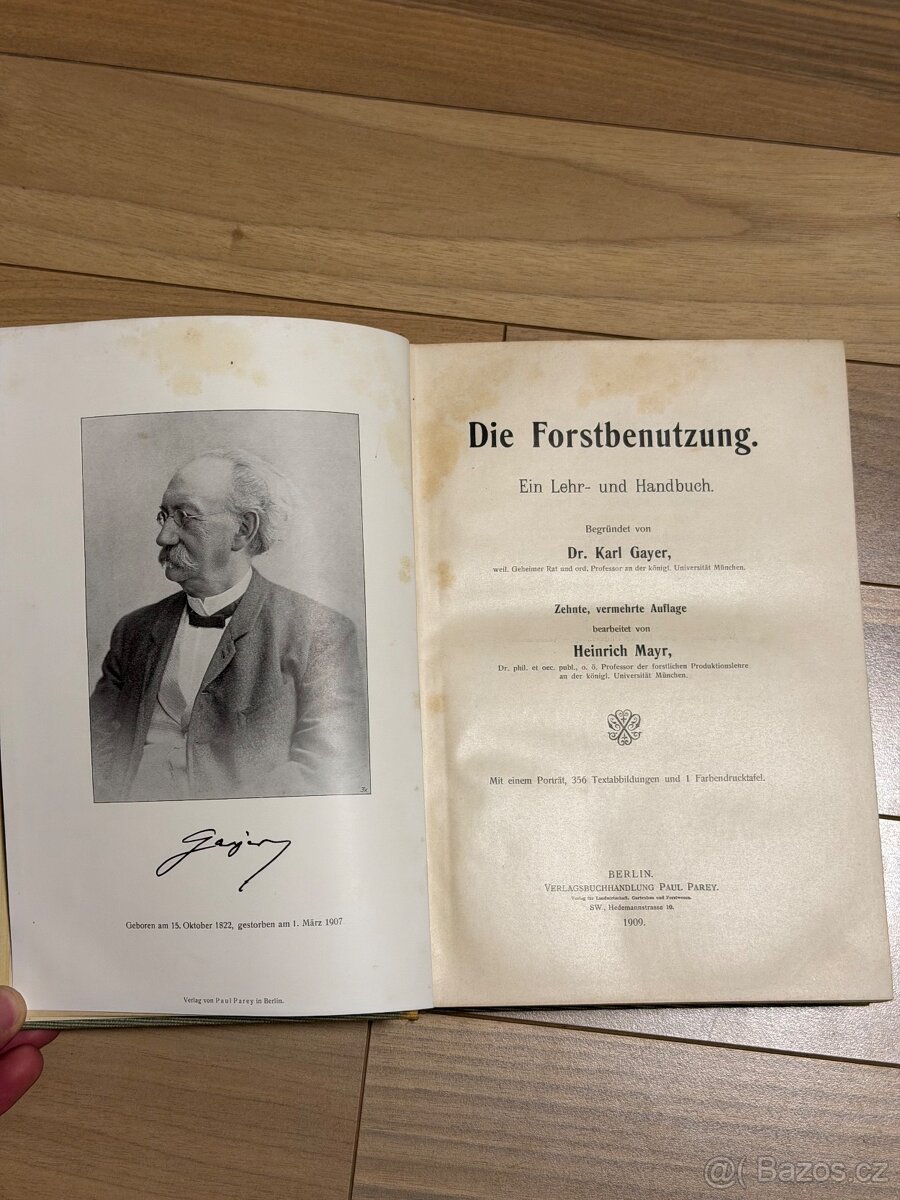 Gayer
Geboren am 15. Oktober 1822, gestorben am 1. März 1907
Verlag von Paul Parey in Berlin.
Die Forstbenutzung.
Ein Lehr- und Handbuch.
Begründet von
Dr. Karl Gayer,
weil. Geheimer Rat und ord. Professor an der königl. Universität München.
Zehnte, vermehrte Auflage
bearbeitet von
Heinrich Mayr,
Dr. phil. et oec. publ., o. ö. Professor der forstlichen Produktionslehre
an der königl. Universität München.
Mit einem Porträt, 356 Textabbildungen und 1 Farbendrucktafel.
BERLIN.
VERLAGSBUCHHANDLUNG PAUL PAREY.
Verlag für Landwirtschaft, Gartenbau und Forstwesen.
SW., Hedemannstrasse 10.
1909.
@( Bazos.cz